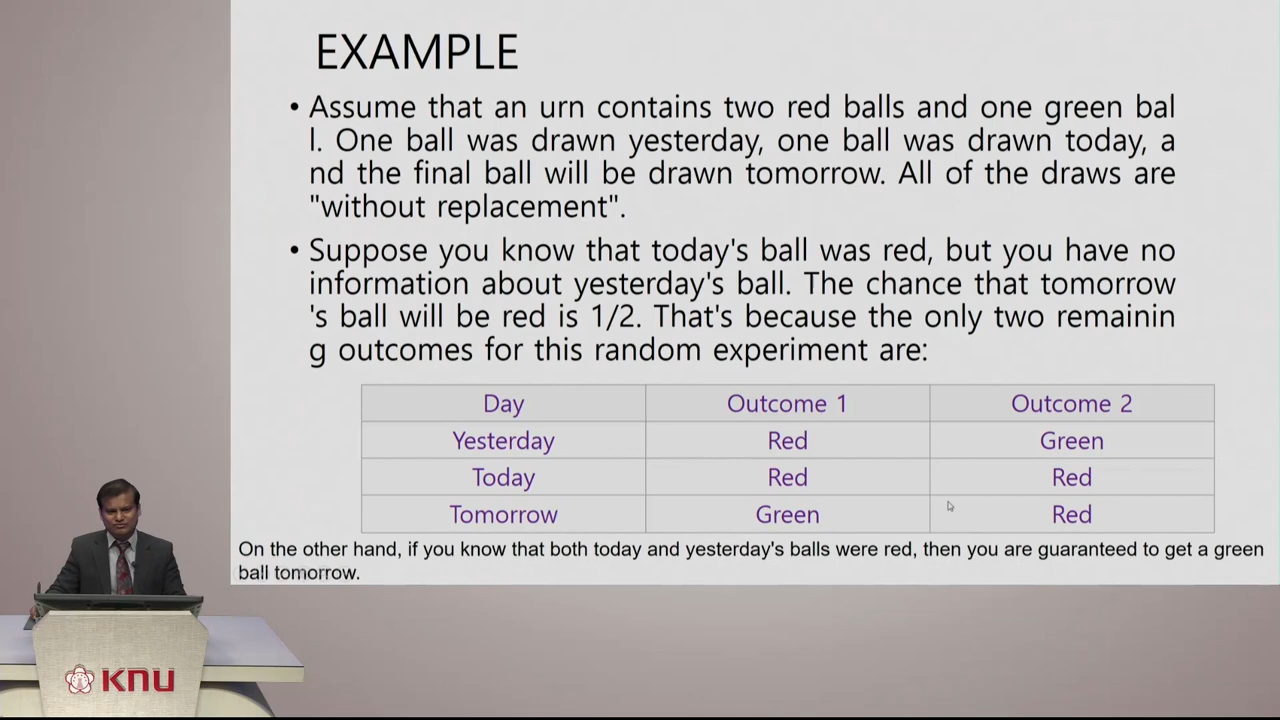 EXAMPLE
• Assume that an urn contains two red balls and one green bal
l. One ball was drawn yesterday, one ball was drawn today, a
nd the final ball will be drawn tomorrow. All of the draws are
"without replacement".
• Suppose you know that today's ball was red, but you have no
information about yesterday's ball. The chance that tomorrow
's ball will be red is 1/2. That's because the only two remainin
g outcomes for this random experiment are:
Day Outcome 1 Outcome 2
Yesterday Red Green
Today Red Red
Tomorrow Green Red
On the other hand, if you know that both today and yesterday's balls were red, then you are guaranteed to get a green
ball tomorrow.
KNU